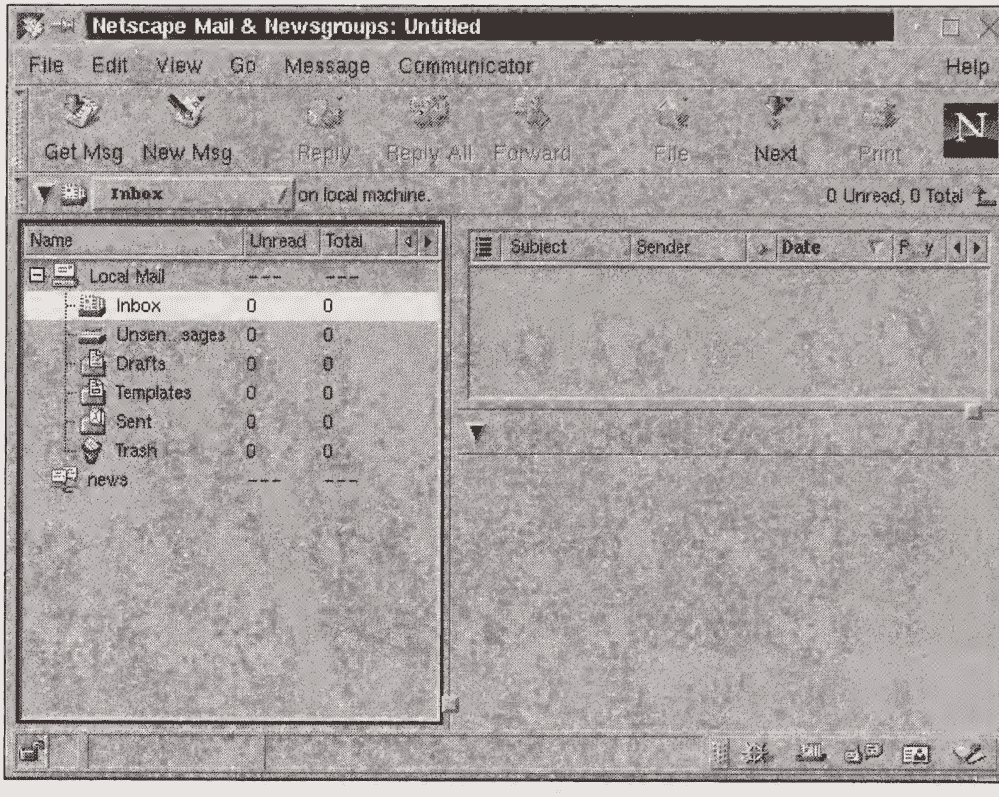 Netscape Mail & Newsgroups: Untitled
File Edit View Go Message Communicator Help
Get Msg New Msg Reply Reply All Forward File Next Print N
Inbox on local machine. 0 Unread, 0 Total
Name Unread Total
Subject Sender Date P...y
Local Mail --- ---
Inbox 0 0
Unsen...sages 0 0
Drafts 0 0
Templates 0 0
Sent 0 0
Trash 0 0
news --- ---